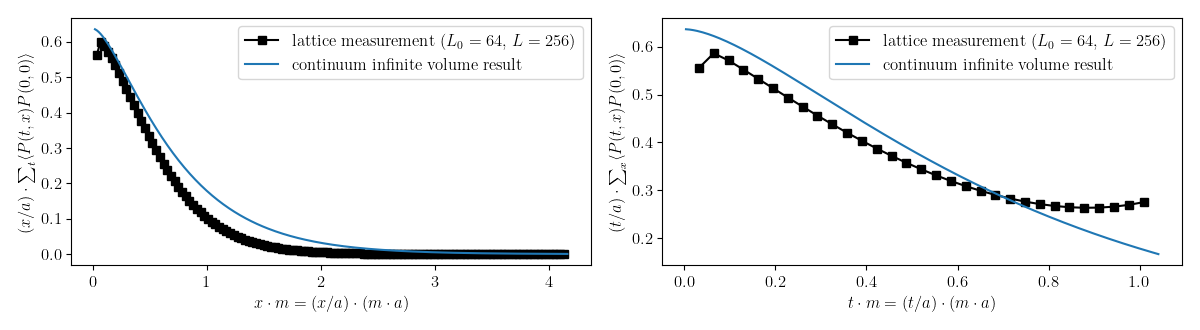 (x/a) · ∑_t⟨P(t, x)P(0, 0)⟩
0.6
0.5
0.4
0.3
0.2
0.1
0.0
lattice measurement (L_0 = 64, L = 256)
continuum infinite volume result
0 1 2 3 4
x · m = (x/a) · (m · a)
(t/a) · ∑_x⟨P(t, x)P(0, 0)⟩
0.6
0.5
0.4
0.3
0.2
lattice measurement (L_0 = 64, L = 256)
continuum infinite volume result
0.0 0.2 0.4 0.6 0.8 1.0
t · m = (t/a) · (m · a)